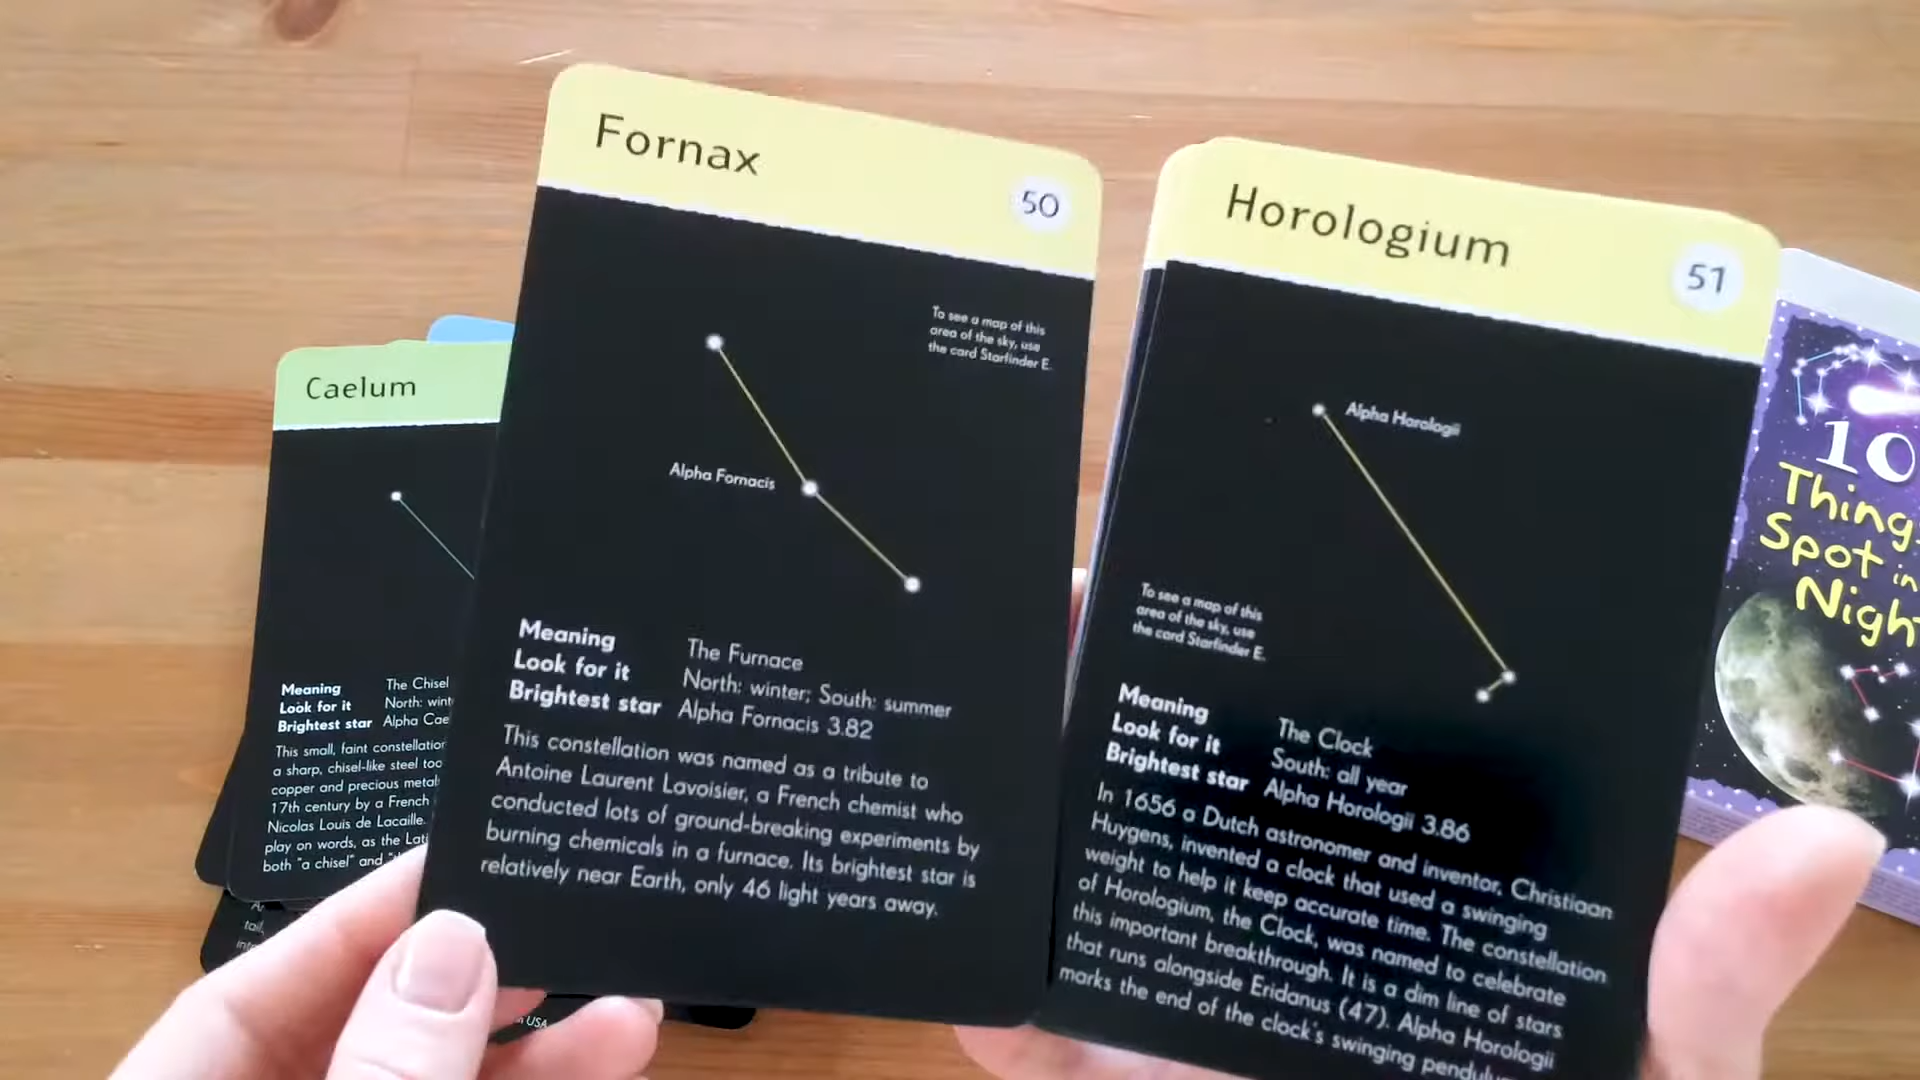 Fornax
50
To see a map of this
area of the sky, use
the card Starfinder E.
Alpha Fornacis
Meaning The Furnace
Look for it North: winter; South: summer
Brightest star Alpha Fornacis 3.82
This constellation was named as a tribute to
Antoine Laurent Lavoisier, a French chemist who
conducted lots of ground-breaking experiments by
burning chemicals in a furnace. Its brightest star is
relatively near Earth, only 46 light years away.
Horologium
51
Alpha Horologii
To see a map of this
area of the sky, use
the card Starfinder E.
Meaning The Clock
Look for it South: all year
Brightest star Alpha Horologii 3.86
In 1656 a Dutch astronomer and inventor, Christiaan
Huygens, invented a clock that used a swinging
weight to help it keep accurate time. The constellation
of Horologium, the Clock, was named to celebrate
this important breakthrough. It is a dim line of stars
that runs alongside Eridanus (47). Alpha Horologii
marks the end of the clock's swinging
Caelum
Meaning The Chisel
Look for it North:
Brightest star Alpha
This small, faint
a sharp, chisel-like steel
copper and precious
17th century by a French
Nicolas Louis de Lacaille.
play on words, as the
both "a chisel" and
tail,
USA
10
Spot in